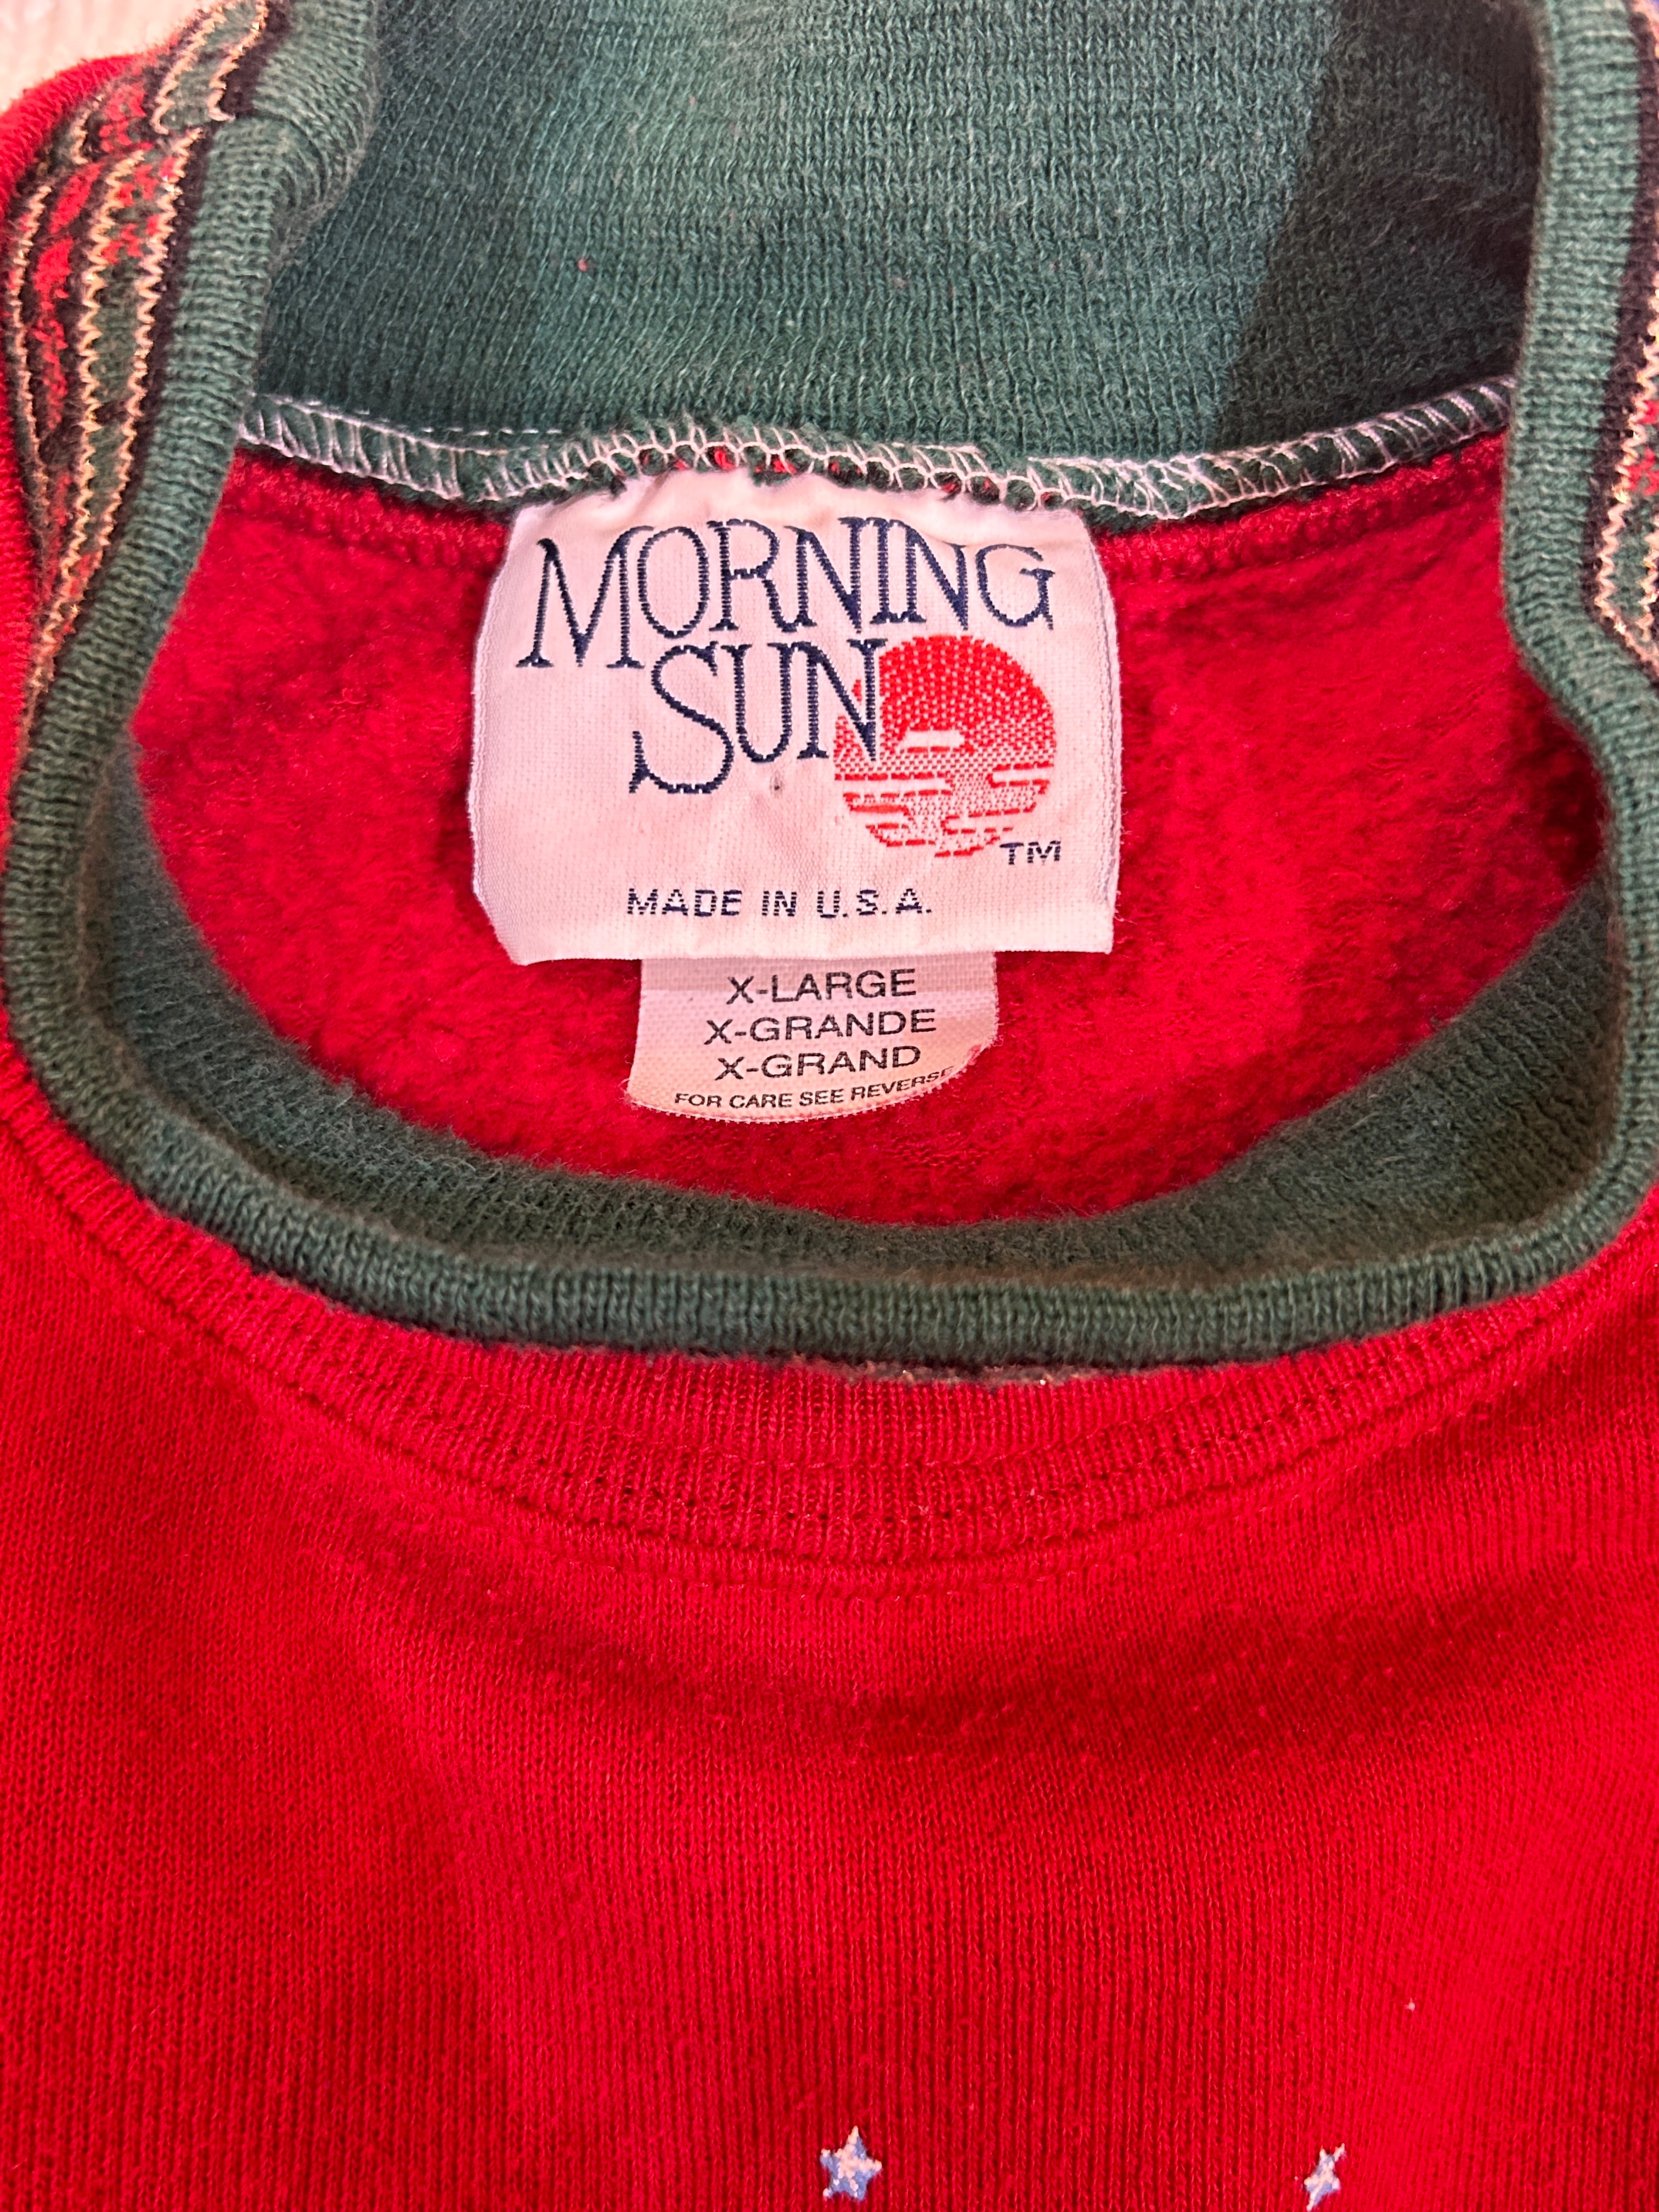 MORNING
SUN
TM
MADE IN U.S.A.
X-LARGE
X-GRANDE
X-GRAND
FOR CARE SEE REVERSE